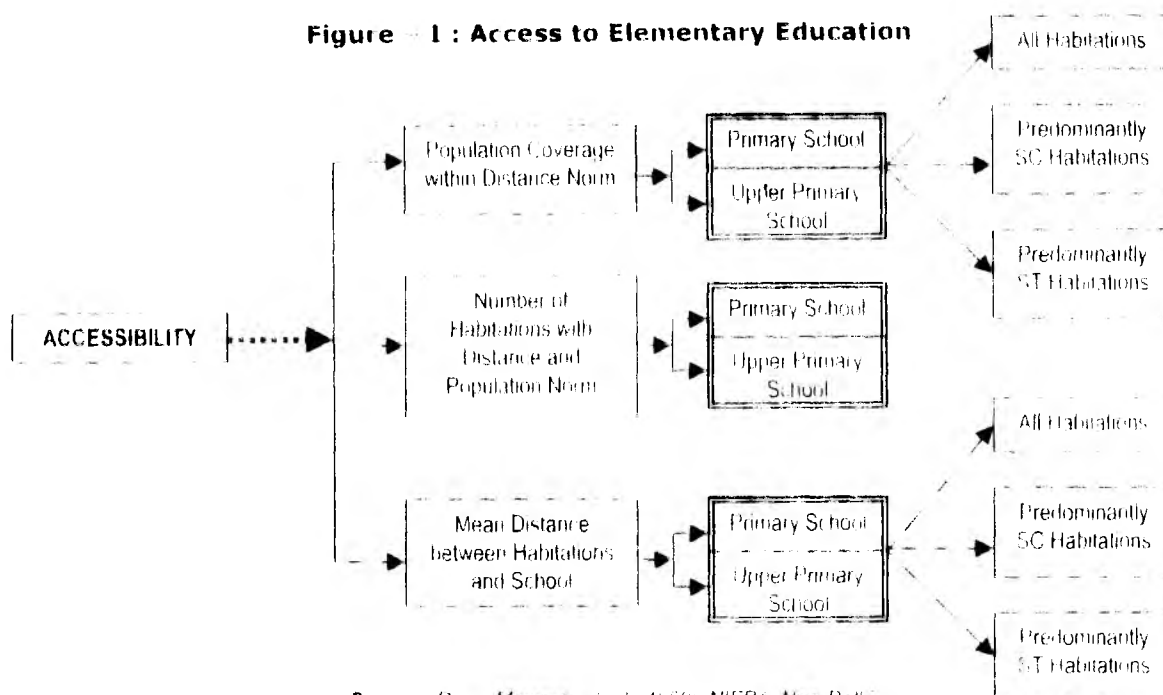 Figure - 1 : Access to Elementary Education
ACCESSIBILITY
Population Coverage
within Distance Norm
Primary School
Upper Primary
School
All Habitations
Predominantly
SC Habitations
Predominantly
ST Habitations
Number of
Habitations with
Distance and
Population Norm
Primary School
Upper Primary
School
Mean Distance
between Habitations
and School
Primary School
Upper Primary
School
All Habitations
Predominantly
SC Habitations
Predominantly
ST Habitations